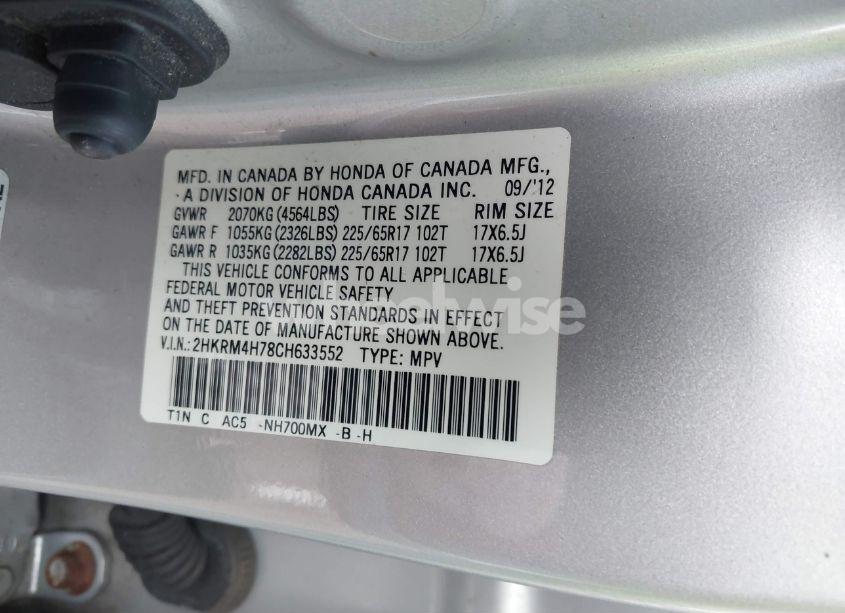 MFD. IN CANADA BY HONDA OF CANADA MFG.,
A DIVISION OF HONDA CANADA INC. 09/'12
GVWR 2070KG(4564LBS) TIRE SIZE RIM SIZE
GAWR F 1055KG(2326LBS) 225/65R17 102T 17X6.5J
GAWR R 1035KG(2282LBS) 225/65R17 102T 17X6.5J
THIS VEHICLE CONFORMS TO ALL APPLICABLE
FEDERAL MOTOR VEHICLE SAFETY
AND THEFT PREVENTION STANDARDS IN EFFECT
ON THE DATE OF MANUFACTURE SHOWN ABOVE.
V.I.N.: 2HKRM4H78CH633552 TYPE: MPV
T1N C AC5 -NH700MX -B -H